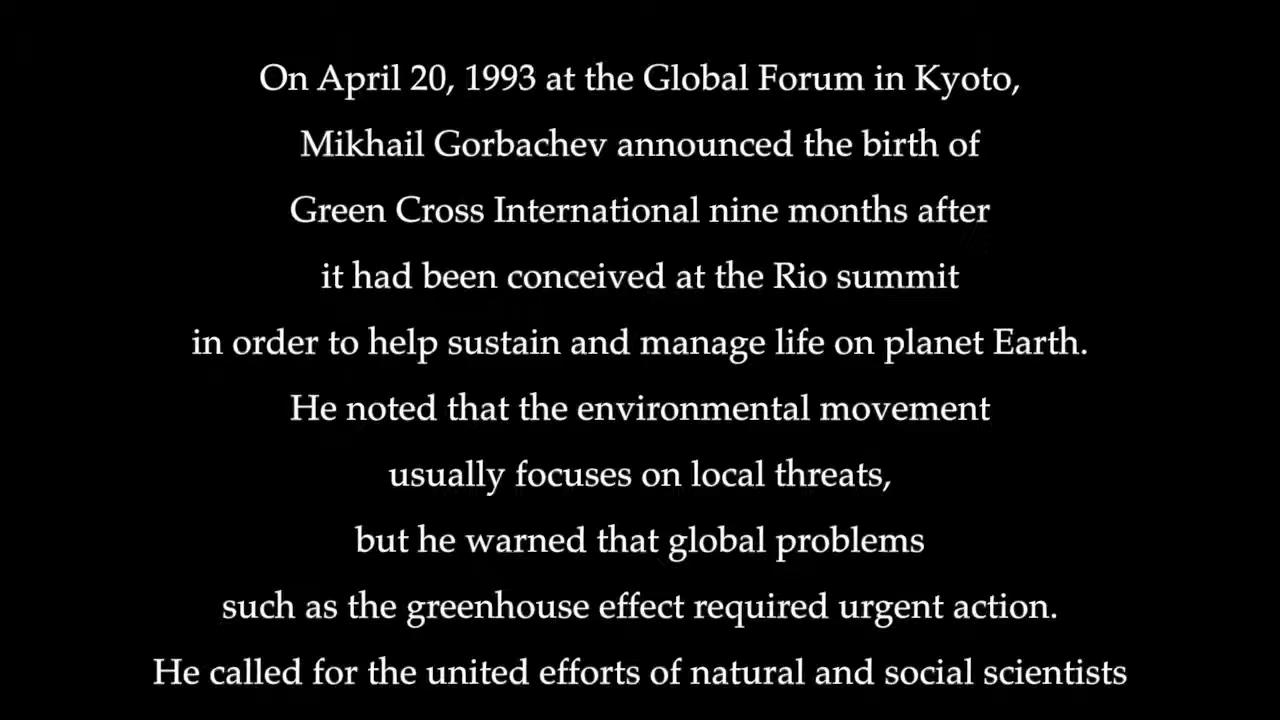 On April 20, 1993 at the Global Forum in Kyoto,
Mikhail Gorbachev announced the birth of
Green Cross International nine months after
it had been conceived at the Rio summit
in order to help sustain and manage life on planet Earth.
He noted that the environmental movement
usually focuses on local threats,
but he warned that global problems
such as the greenhouse effect required urgent action.
He called for the united efforts of natural and social scientists